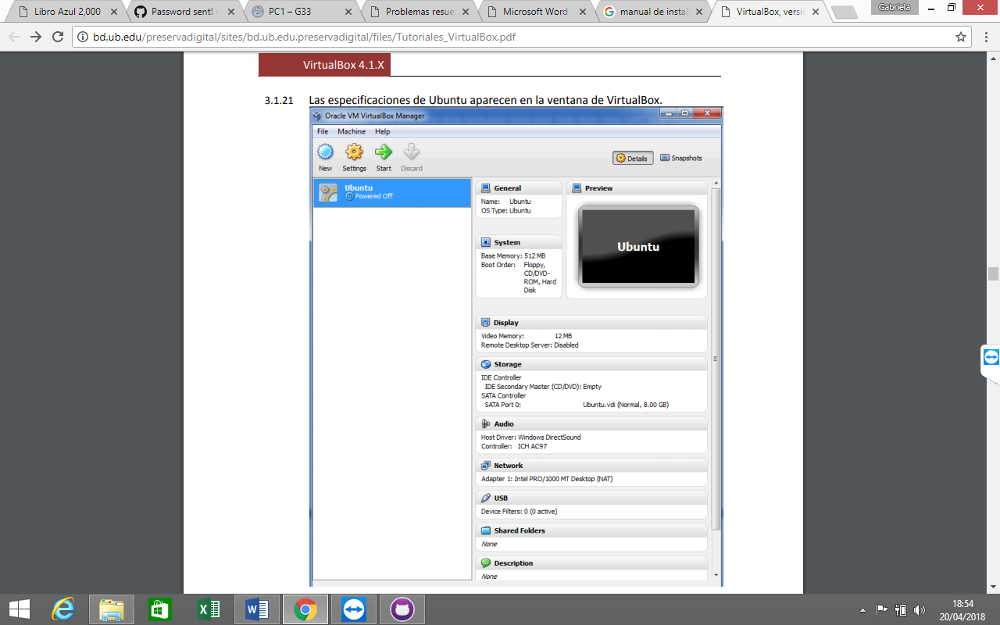 Libro Azul 2,000
Password sent!
PC1 – G33
Problemas resue
Microsoft Word -
manual de instal
VirtualBox, versió
Gabriela
bd.ub.edu/preservadigital/sites/bd.ub.edu.preservadigital/files/Tutoriales_VirtualBox.pdf
VirtualBox 4.1.X
3.1.21 Las especificaciones de Ubuntu aparecen en la ventana de VirtualBox.
Oracle VM VirtualBox Manager
File Machine Help
New Settings Start Discard
Details Snapshots
Ubuntu
Powered Off
General
Name: Ubuntu
OS Type: Ubuntu
Preview
Ubuntu
System
Base Memory: 512 MB
Boot Order: Floppy,
CD/DVD-
ROM, Hard
Disk
Display
Video Memory: 12 MB
Remote Desktop Server: Disabled
Storage
IDE Controller
IDE Secondary Master (CD/DVD): Empty
SATA Controller
SATA Port 0: Ubuntu.vdi (Normal, 8.00 GB)
Audio
Host Driver: Windows DirectSound
Controller: ICH AC97
Network
Adapter 1: Intel PRO/1000 MT Desktop (NAT)
USB
Device Filters: 0 (0 active)
Shared Folders
None
Description
None
18:54
20/04/2018